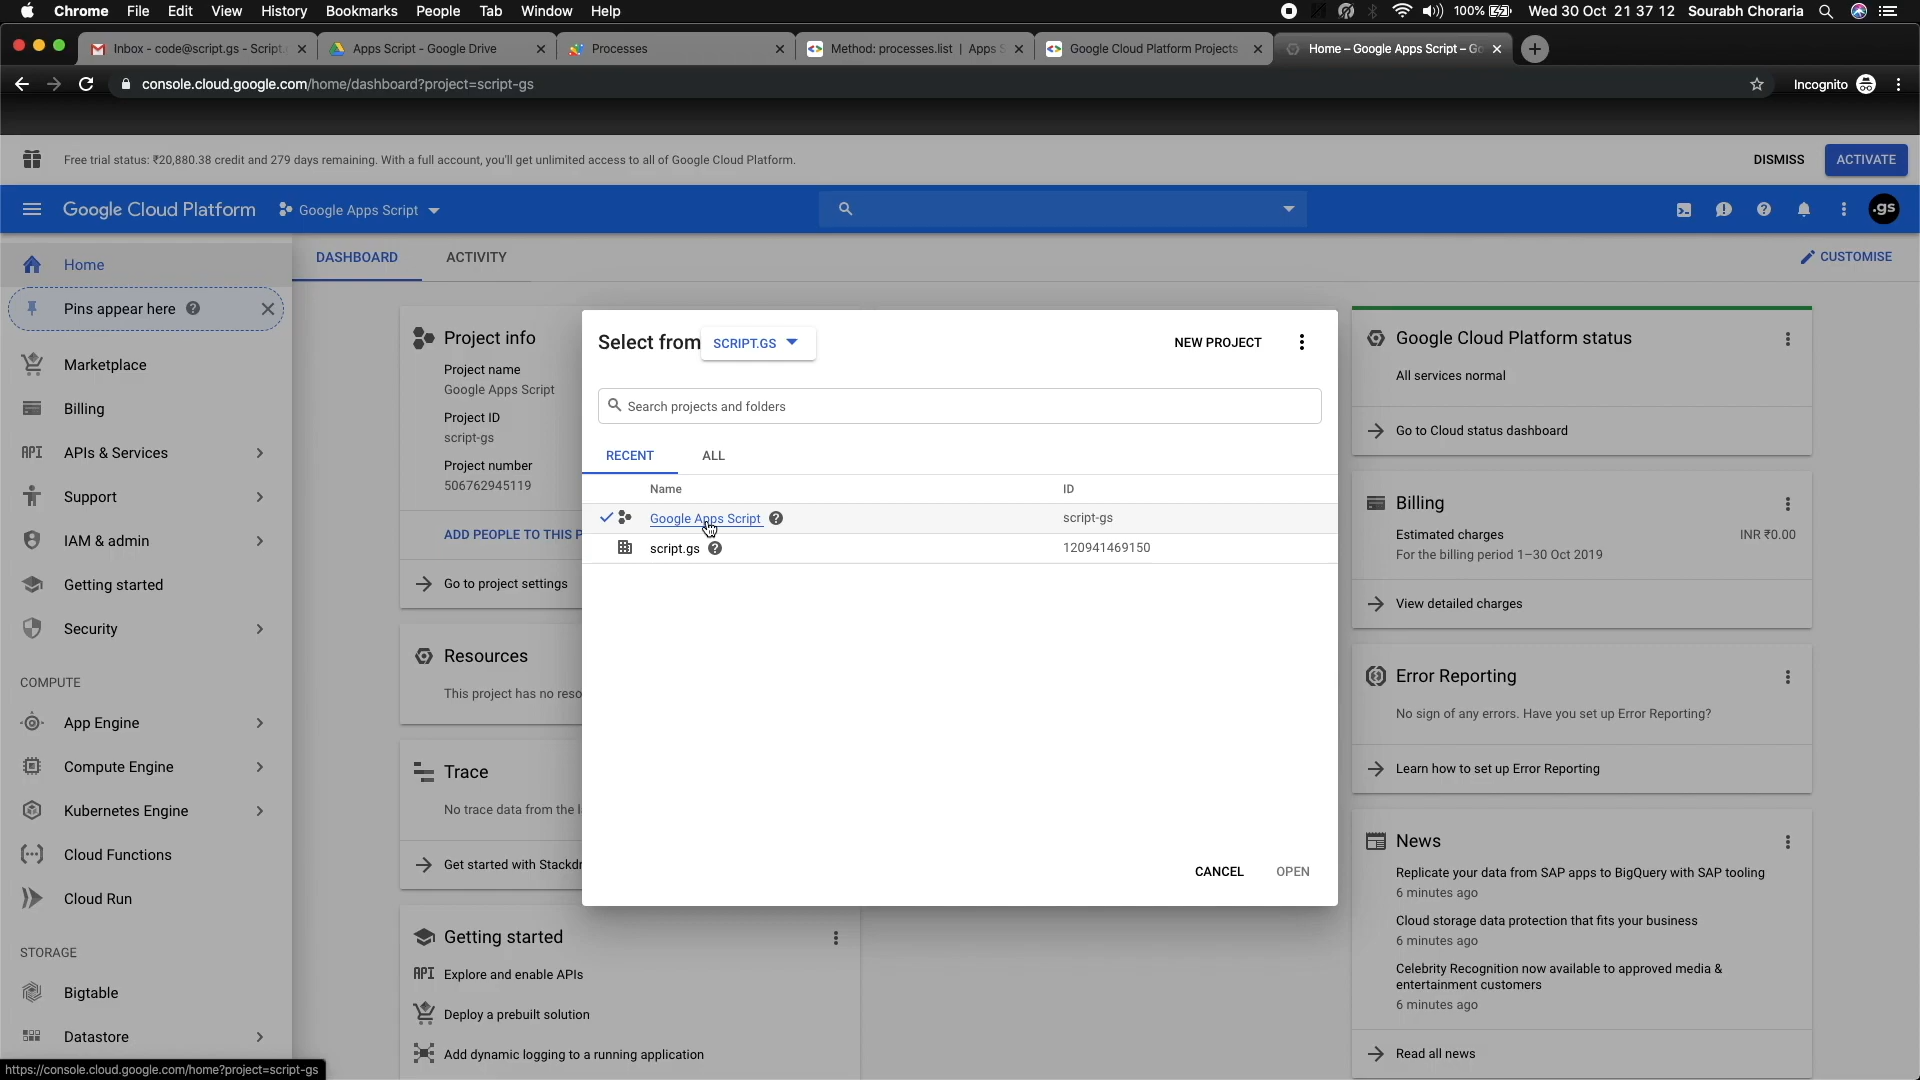 Chrome File Edit View History Bookmarks People Tab Window Help 100% Wed 30 Oct 21 37 12 Sourabh Choraria
Inbox - code@script.gs - Script. Apps Script - Google Drive Processes Method: processes.list | Apps S Google Cloud Platform Projects Home – Google Apps Script – Go
console.cloud.google.com/home/dashboard?project=script-gs Incognito
Free trial status: ₹20,880.38 credit and 279 days remaining. With a full account, you'll get unlimited access to all of Google Cloud Platform. DISMISS ACTIVATE
Google Cloud Platform Google Apps Script .gs
Home
Pins appear here
Marketplace
Billing
API APIs & Services
Support
IAM & admin
Getting started
Security
COMPUTE
App Engine
Compute Engine
Kubernetes Engine
Cloud Functions
Cloud Run
STORAGE
Bigtable
Datastore
https://console.cloud.google.com/home?project=script-gs
DASHBOARD ACTIVITY CUSTOMISE
Project info
Project name
Google Apps Script
Project ID
script-gs
Project number
506762945119
ADD PEOPLE TO THIS P
Go to project settings
Resources
This project has no reso
Trace
No trace data from the
Get started with Stackd
Getting started
API Explore and enable APIs
Deploy a prebuilt solution
Add dynamic logging to a running application
Select from SCRIPT.GS NEW PROJECT
Search projects and folders
RECENT ALL
Name ID
Google Apps Script script-gs
script.gs 120941469150
CANCEL OPEN
Google Cloud Platform status
All services normal
Go to Cloud status dashboard
Billing
Estimated charges INR ₹0.00
For the billing period 1–30 Oct 2019
View detailed charges
Error Reporting
No sign of any errors. Have you set up Error Reporting?
Learn how to set up Error Reporting
News
Replicate your data from SAP apps to BigQuery with SAP tooling
6 minutes ago
Cloud storage data protection that fits your business
6 minutes ago
Celebrity Recognition now available to approved media &
entertainment customers
6 minutes ago
Read all news